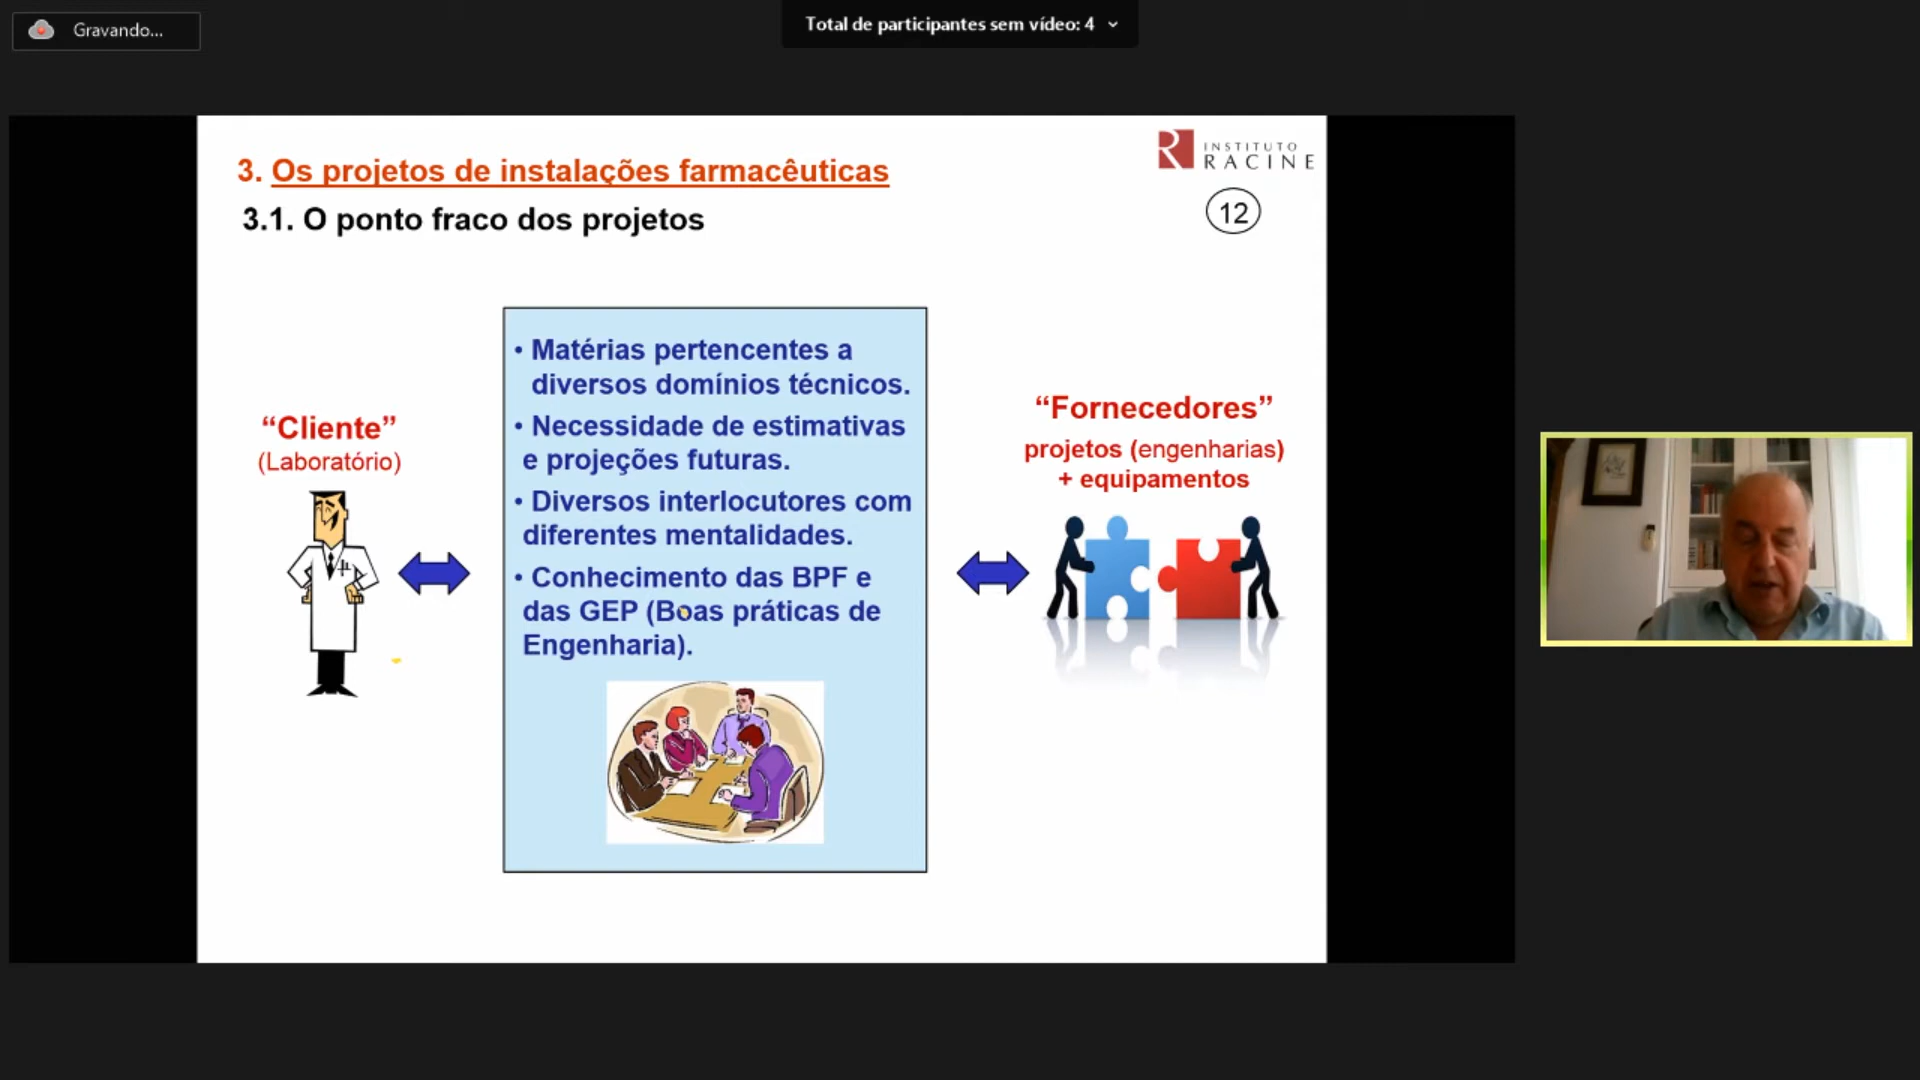 Gravando...
Total de participantes sem vídeo: 4
INSTITUTO
RACINE
3. Os projetos de instalações farmacêuticas
12
3.1. O ponto fraco dos projetos
“Cliente”
(Laboratório)
• Matérias pertencentes a
diversos domínios técnicos.
• Necessidade de estimativas
e projeções futuras.
• Diversos interlocutores com
diferentes mentalidades.
• Conhecimento das BPF e
das GEP (Boas práticas de
Engenharia).
“Fornecedores”
projetos (engenharias)
+ equipamentos